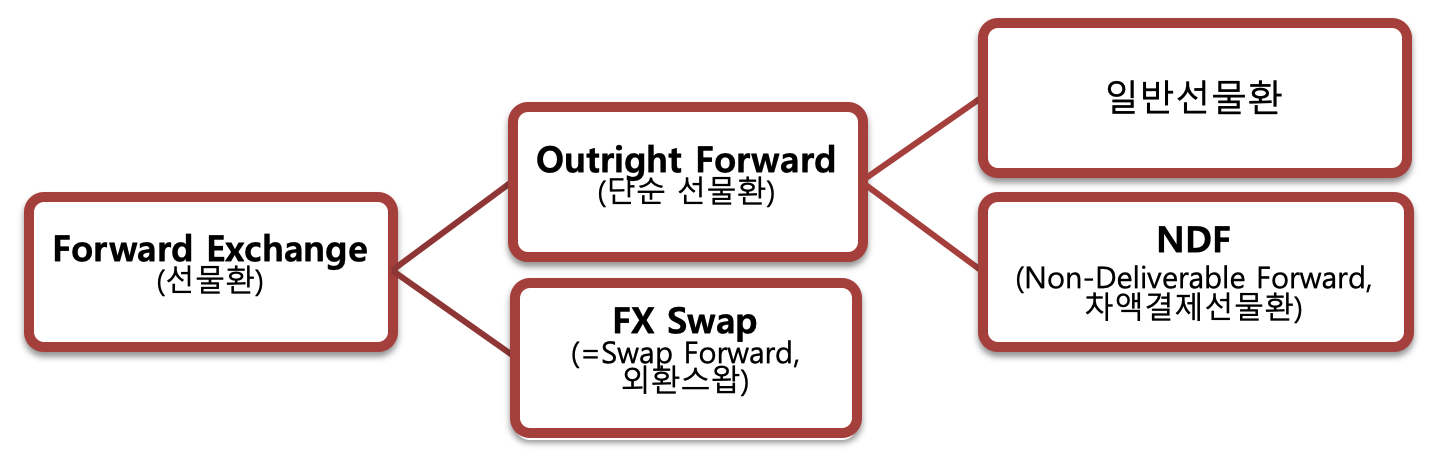 Forward Exchange
(선물환)
Outright Forward
(단순 선물환)
FX Swap
(=Swap Forward,
외환스왑)
일반선물환
NDF
(Non-Deliverable Forward,
차액결제선물환)